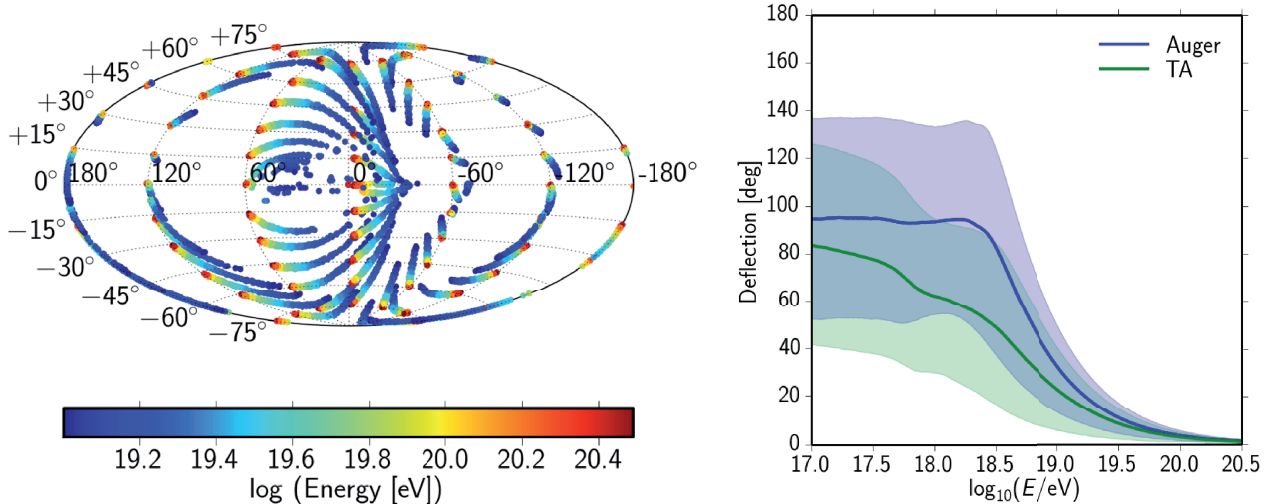 +75°
+60°
+45°
+30°
+15°
0°
180° 120° 60° 0° -60° -120° -180°
−15°
−30°
−45°
−60°
−75°
19.2 19.4 19.6 19.8 20.0 20.2 20.4
log (Energy [eV])
180
160
140
120
100
80
60
40
20
0
Deflection [deg]
Auger
TA
17.0 17.5 18.0 18.5 19.0 19.5 20.0 20.5
log₁₀(E/eV)